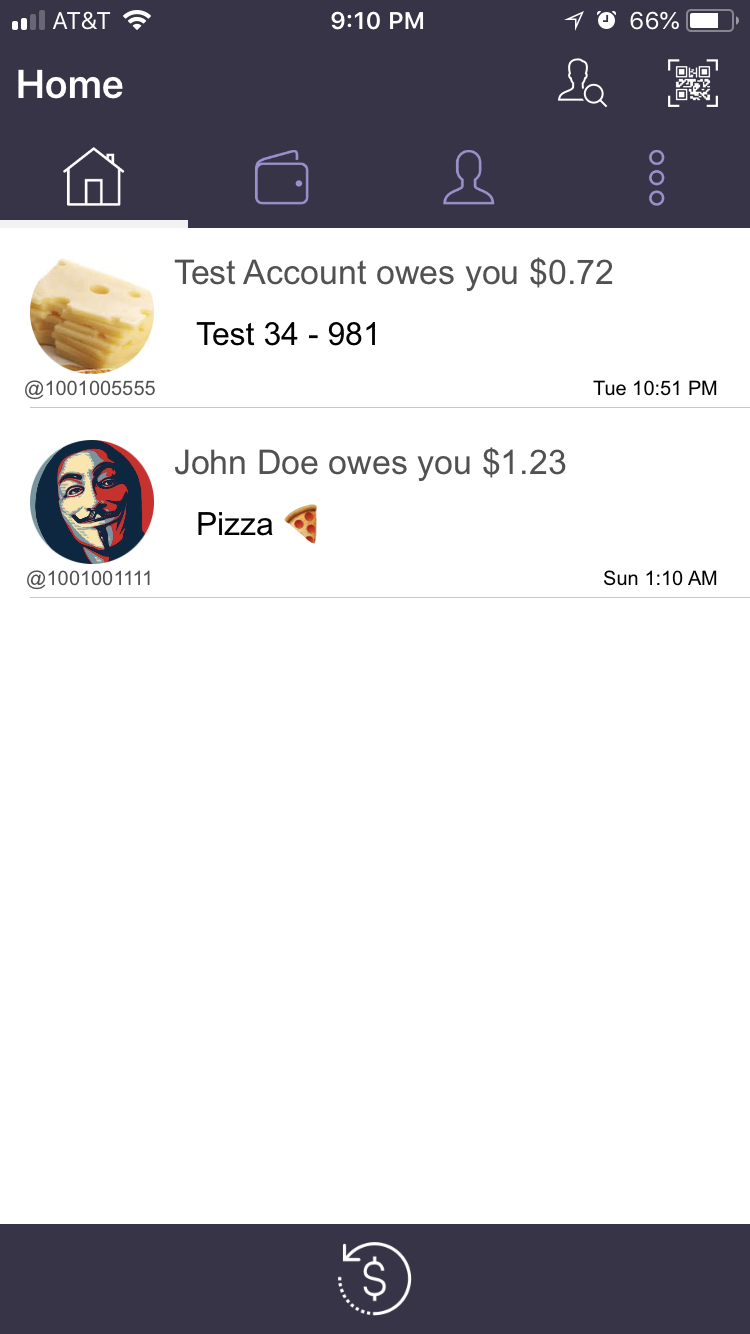 AT&T 9:10 PM 66%
Home
Test Account owes you $0.72
Test 34 - 981
@1001005555 Tue 10:51 PM
John Doe owes you $1.23
Pizza 🍕
@1001001111 Sun 1:10 AM
$